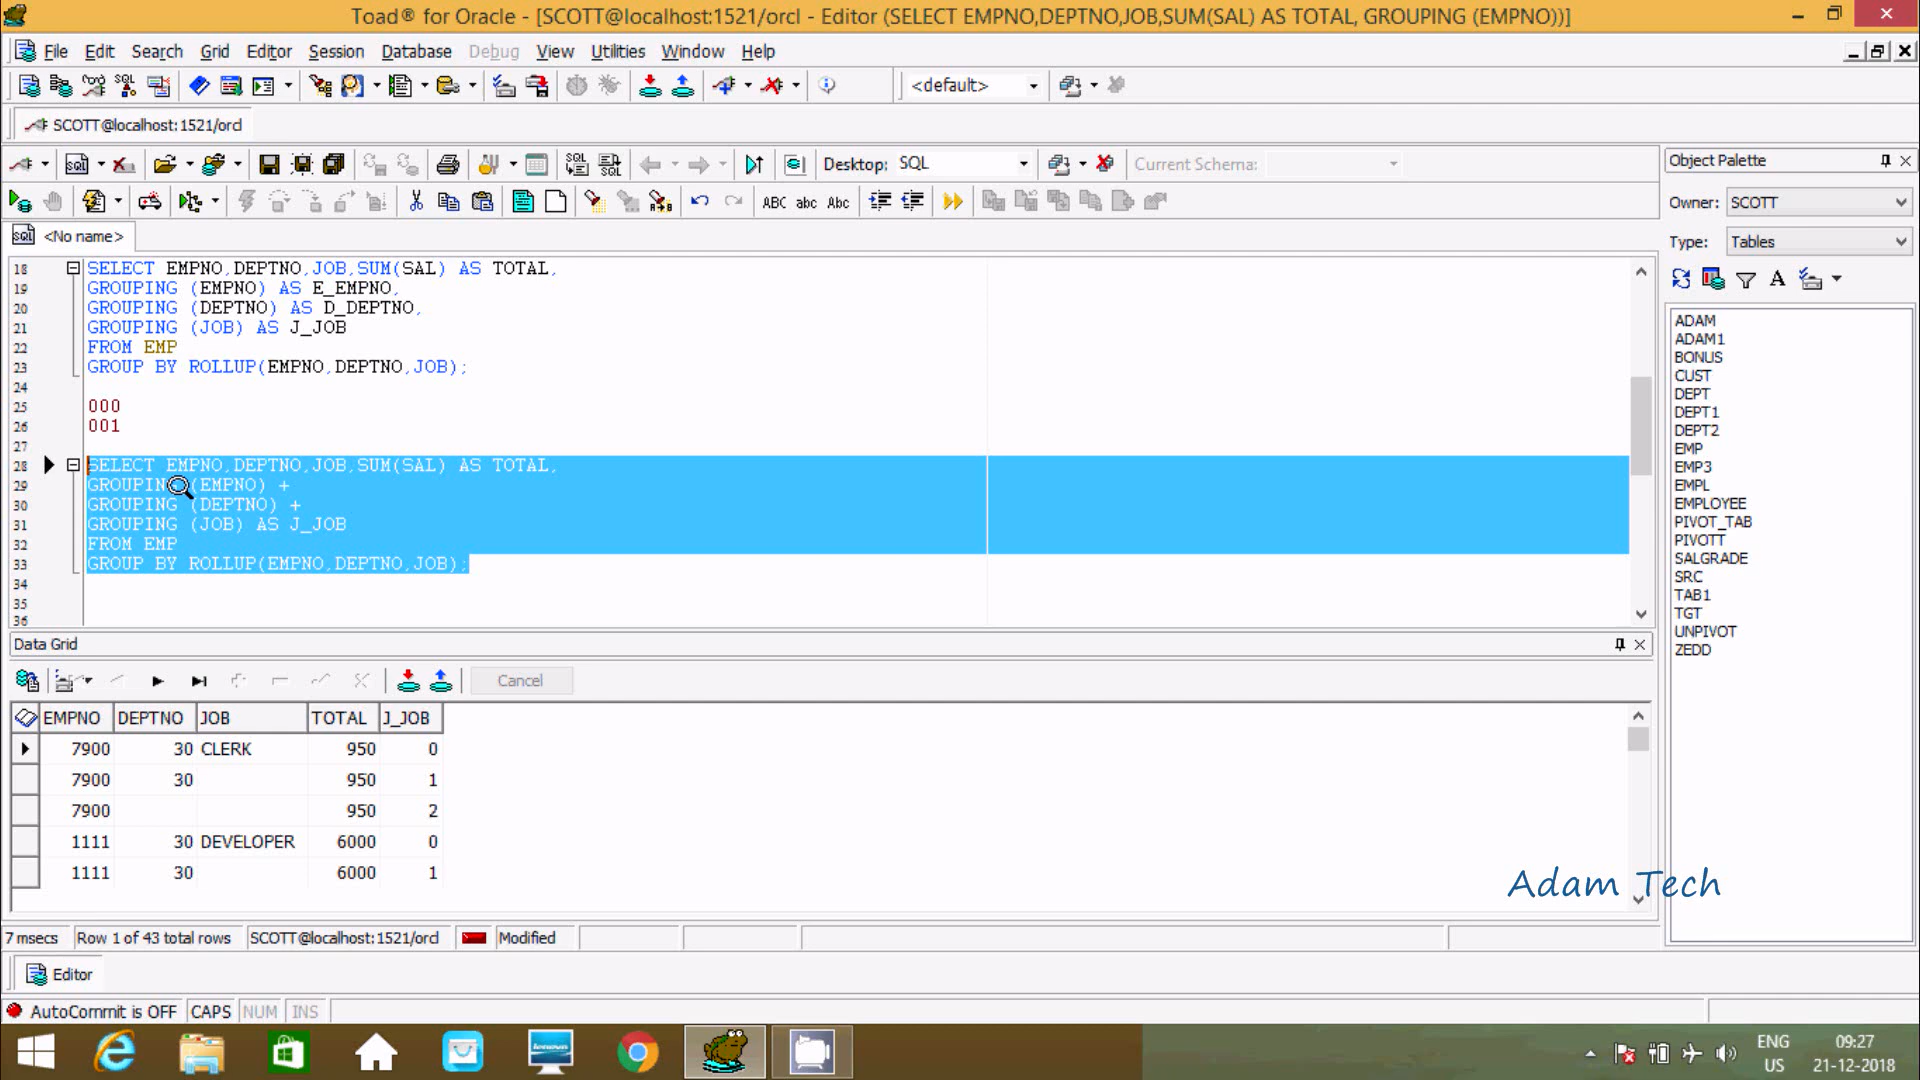 Toad® for Oracle - [SCOTT@localhost:1521/orcl - Editor (SELECT EMPNO,DEPTNO,JOB,SUM(SAL) AS TOTAL, GROUPING (EMPNO))]
File Edit Search Grid Editor Session Database Debug View Utilities Window Help
<default>
SCOTT@localhost:1521/orcl
Desktop: SQL Current Schema:
ABC abc Abc
<No name>
18 SELECT EMPNO,DEPTNO,JOB,SUM(SAL) AS TOTAL,
19 GROUPING (EMPNO) AS E_EMPNO,
20 GROUPING (DEPTNO) AS D_DEPTNO,
21 GROUPING (JOB) AS J_JOB
22 FROM EMP
23 GROUP BY ROLLUP(EMPNO,DEPTNO,JOB);
24
25 000
26 001
27
28 SELECT EMPNO,DEPTNO,JOB,SUM(SAL) AS TOTAL,
29 GROUPING (EMPNO) +
30 GROUPING (DEPTNO) +
31 GROUPING (JOB) AS J_JOB
32 FROM EMP
33 GROUP BY ROLLUP(EMPNO,DEPTNO,JOB);
34
35
36
Data Grid
Cancel
EMPNO DEPTNO JOB TOTAL J_JOB
7900 30 CLERK 950 0
7900 30 950 1
7900 950 2
1111 30 DEVELOPER 6000 0
1111 30 6000 1
Adam Tech
7 msecs Row 1 of 43 total rows SCOTT@localhost:1521/orcl Modified
Editor
AutoCommit is OFF CAPS NUM INS
Object Palette
Owner: SCOTT
Type: Tables
A
ADAM
ADAM1
BONUS
CUST
DEPT
DEPT1
DEPT2
EMP
EMP3
EMPL
EMPLOYEE
PIVOT_TAB
PIVOTT
SALGRADE
SRC
TAB1
TGT
UNPIVOT
ZEDD
ENG
US
09:27
21-12-2018